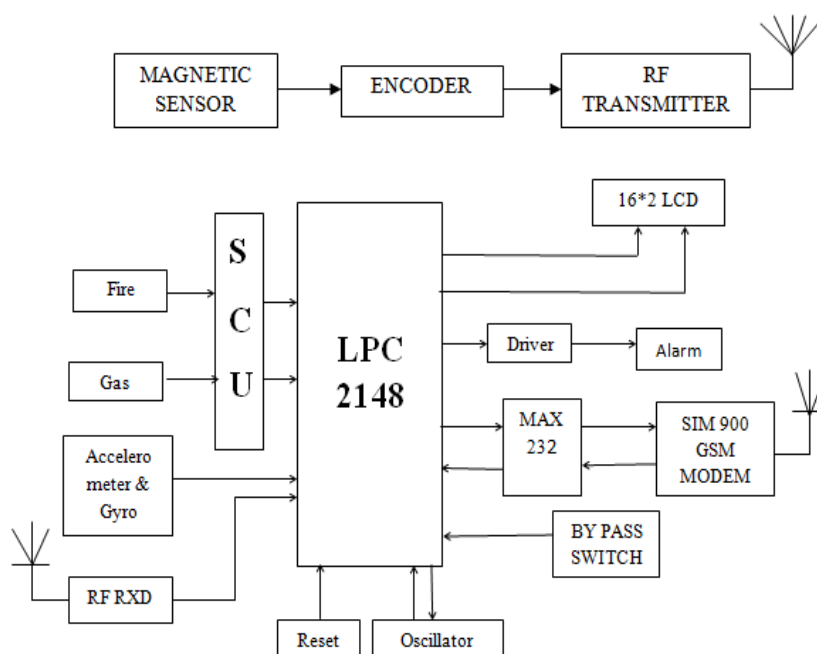 MAGNETIC
SENSOR
ENCODER
RF
TRANSMITTER
16*2 LCD
S
C
U
Fire
Gas
LPC
2148
Driver
Alarm
MAX
232
SIM 900
GSM
MODEM
Accelero
meter &
Gyro
BY PASS
SWITCH
RF RXD
Reset
Oscillator